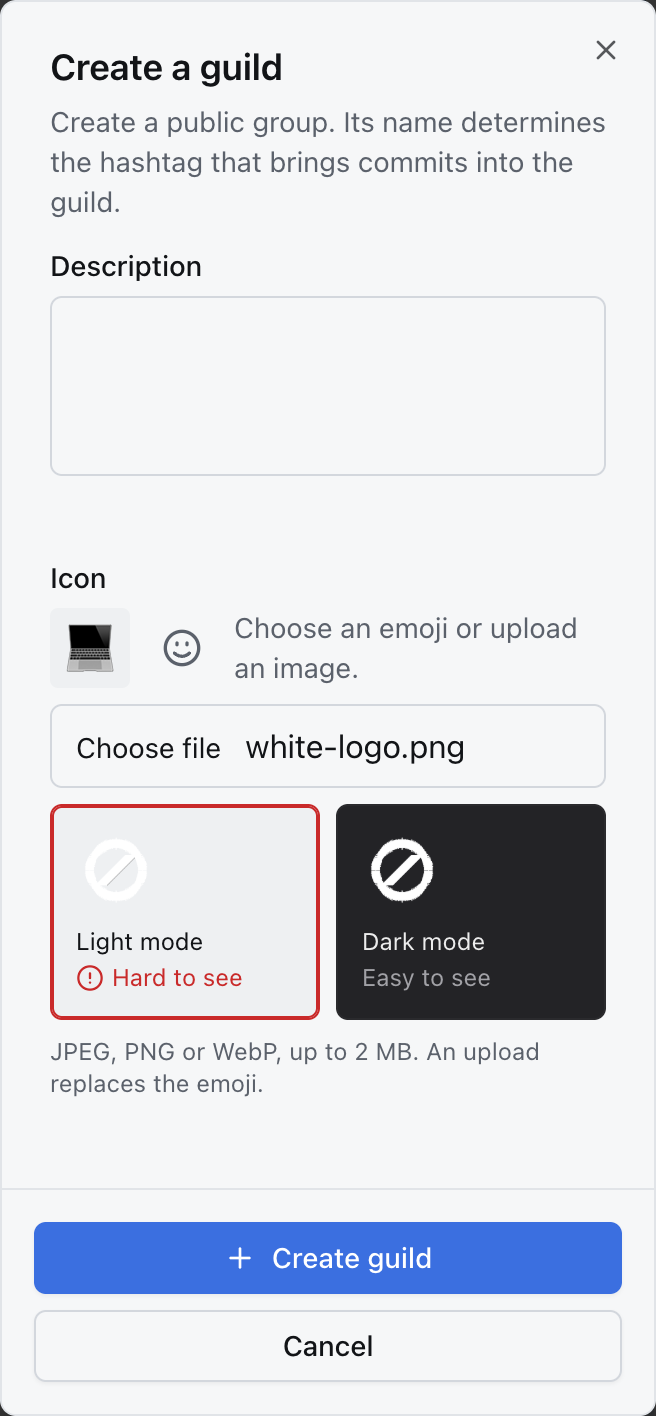 Create a guild
Create a public group. Its name determines
the hashtag that brings commits into the
guild.
Description
Icon
Choose an emoji or upload
an image.
Choose file white-logo.png
Light mode
Hard to see
Dark mode
Easy to see
JPEG, PNG or WebP, up to 2 MB. An upload
replaces the emoji.
Create guild
Cancel